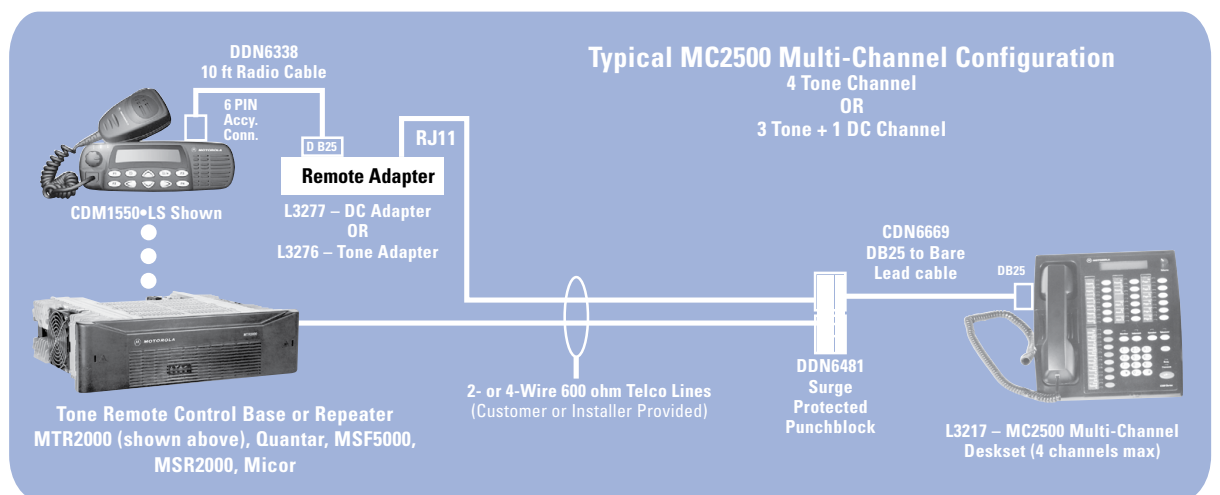 Typical MC2500 Multi-Channel Configuration
4 Tone Channel
OR
3 Tone + 1 DC Channel
DDN6338
10 ft Radio Cable
6 PIN
Accy.
Conn.
D B25
RJ11
Remote Adapter
L3277 – DC Adapter
OR
L3276 – Tone Adapter
MOTOROLA
CDM1550•LS Shown
MOTOROLA
Tone Remote Control Base or Repeater
MTR2000 (shown above), Quantar, MSF5000,
MSR2000, Micor
2- or 4-Wire 600 ohm Telco Lines
(Customer or Installer Provided)
CDN6669
DB25 to Bare
Lead cable
DB25
DDN6481
Surge
Protected
Punchblock
L3217 – MC2500 Multi-Channel
Deskset (4 channels max)